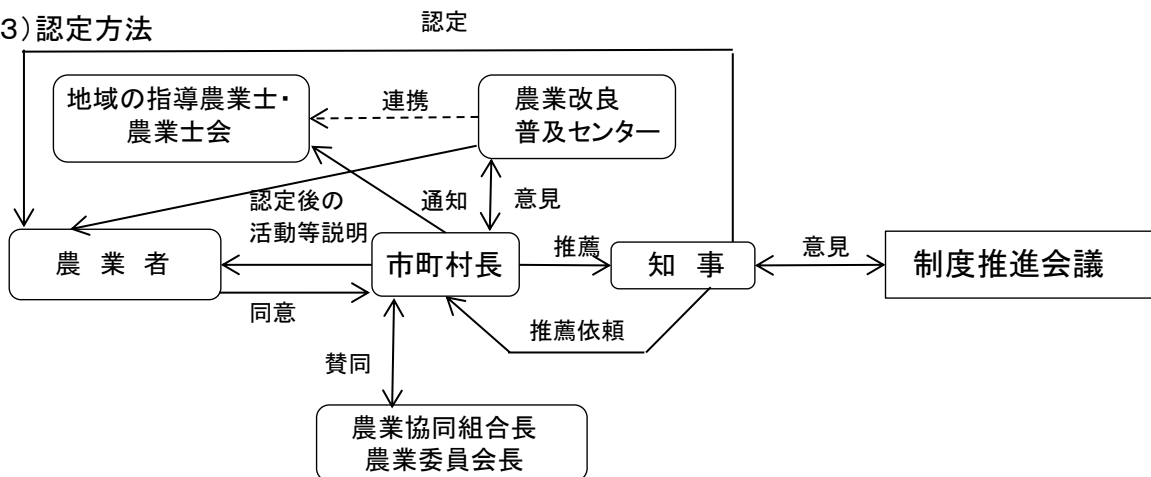 3)認定方法
認定
地域の指導農業士・
農業士会
連携
農業改良
普及センター
認定後の
活動等説明
通知
意見
農 業 者
市町村長
推薦
知 事
意見
制度推進会議
同意
推薦依頼
賛同
農業協同組合長
農業委員会長